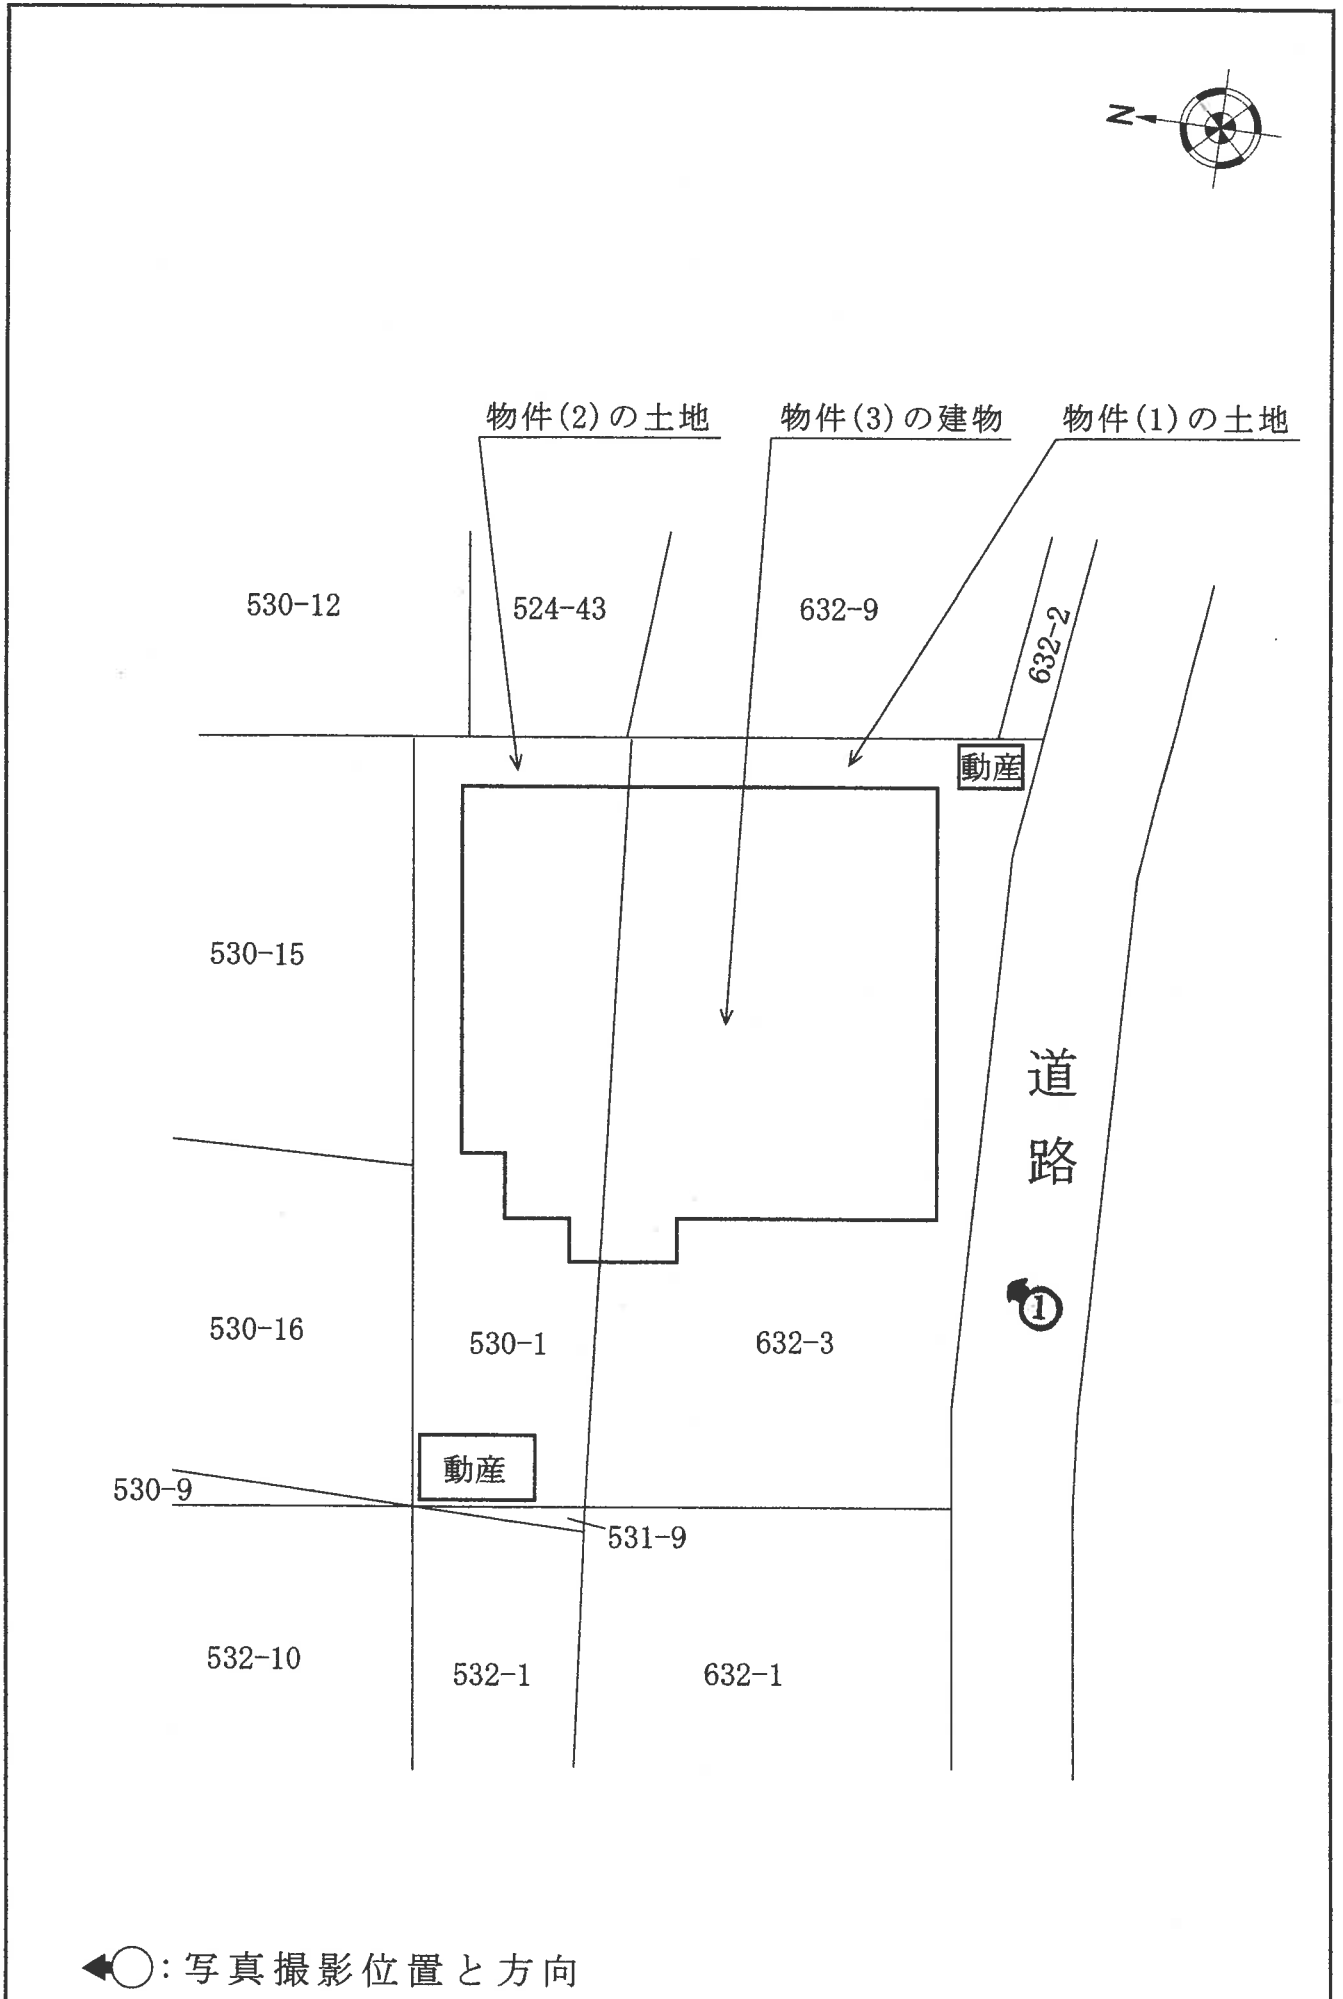 N
物件(2)の土地
物件(3)の建物
物件(1)の土地
530-12
524-43
632-9
632-2
動産
530-15
道路
①
530-16
530-1
632-3
動産
530-9
531-9
532-10
532-1
632-1
:写真撮影位置と方向